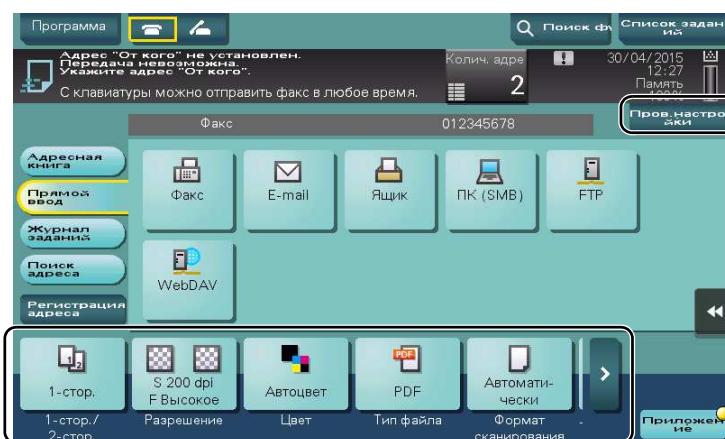 Программа
Поиск фу
Список задан
ий
Адрес "От кого" не установлен.
Передача невозможна.
Укажите адрес "От кого".
С клавиатуры можно отправить факс в любое время.
Колич. адре
2
30/04/2015
12:27
Память
100%
Факс
012345678
Пров.настро
йки
Адресная
книга
Прямой
ввод
Журнал
заданий
Поиск
адреса
Регистрация
адреса
Факс
E-mail
Ящик
ПК (SMB)
FTP
WebDAV
1-стор.
S 200 dpi
F Высокое
Автоцвет
PDF
Автомати-
чески
1-стор./
2-стор.
Разрешение
Цвет
Тип файла
Формат
сканирования
Приложен
ие